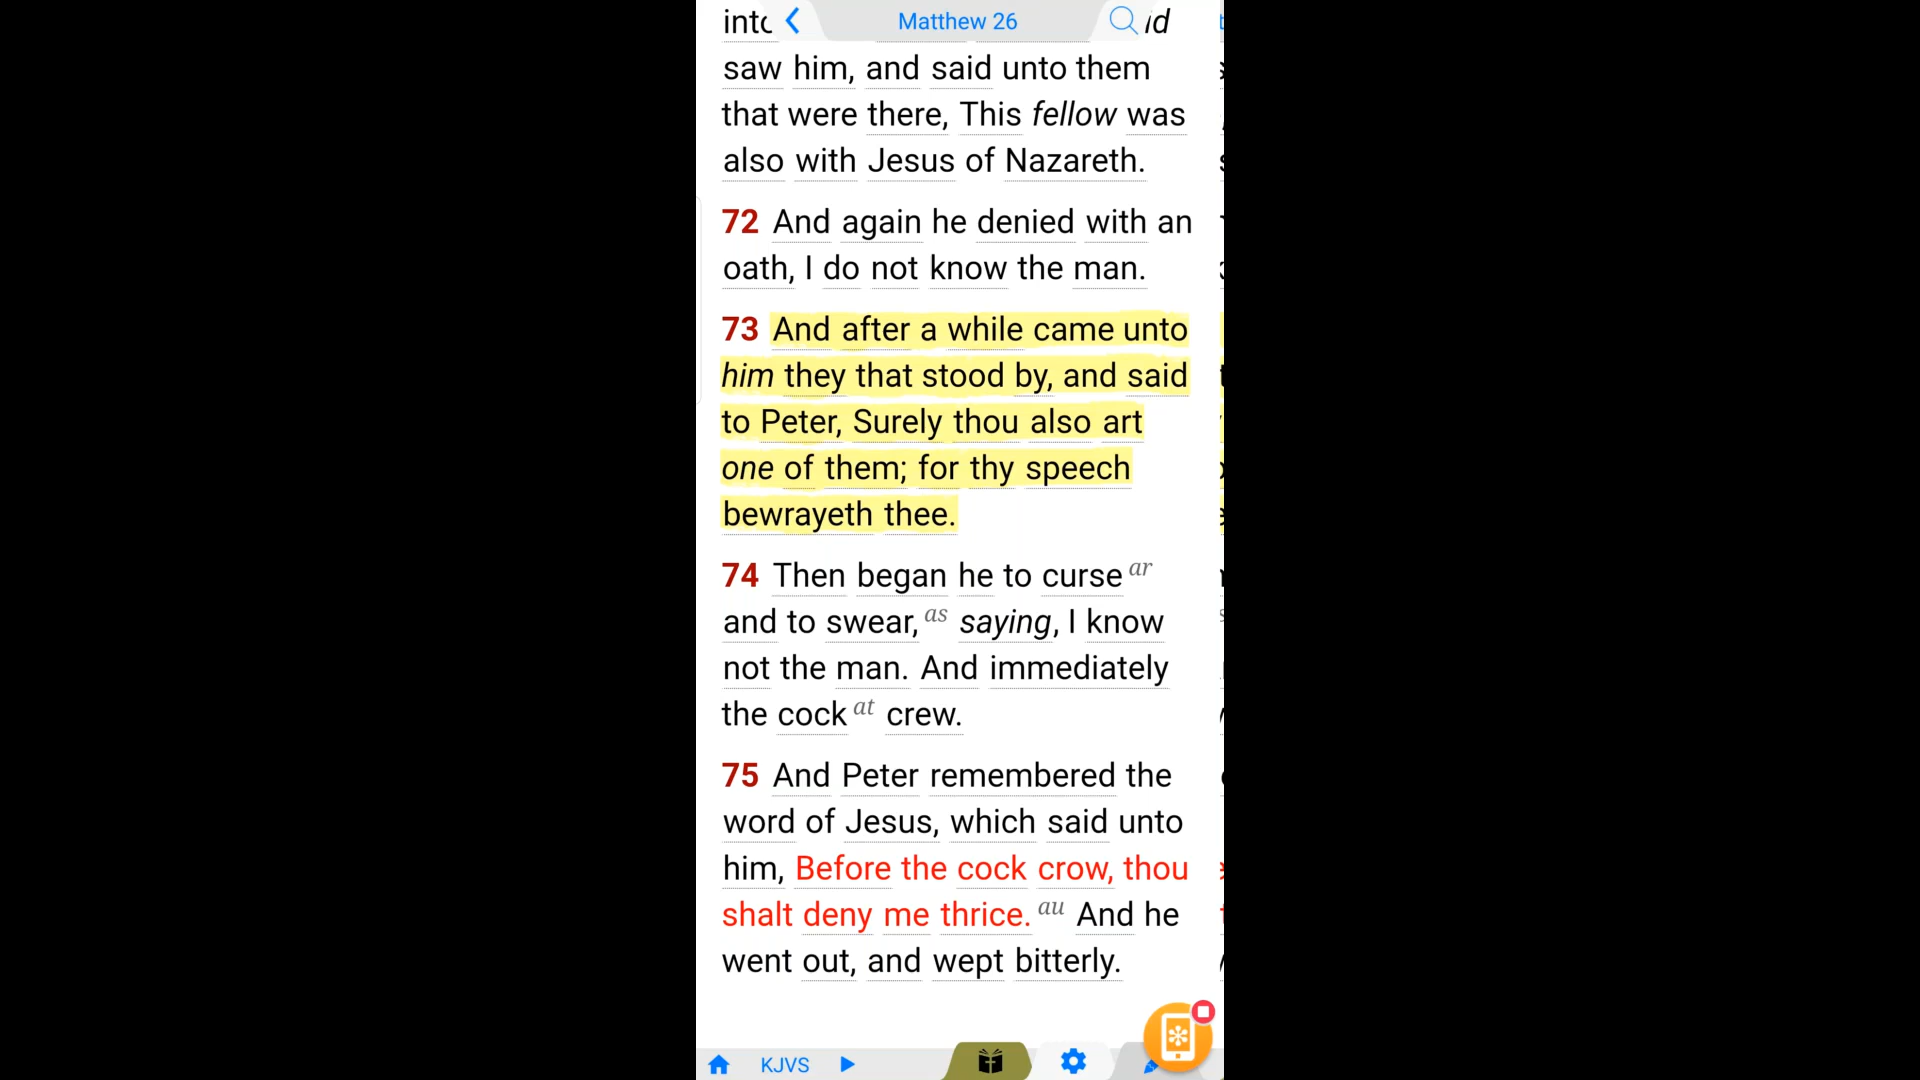 Matthew 26
saw him, and said unto them
that were there, This fellow was
also with Jesus of Nazareth.
72 And again he denied with an
oath, I do not know the man.
73 And after a while came unto
him they that stood by, and said
to Peter, Surely thou also art
one of them; for thy speech
bewrayeth thee.
74 Then began he to curse ar
and to swear, as saying, I know
not the man. And immediately
the cock at crew.
75 And Peter remembered the
word of Jesus, which said unto
him, Before the cock crow, thou
shalt deny me thrice. au And he
went out, and wept bitterly.
KJVS